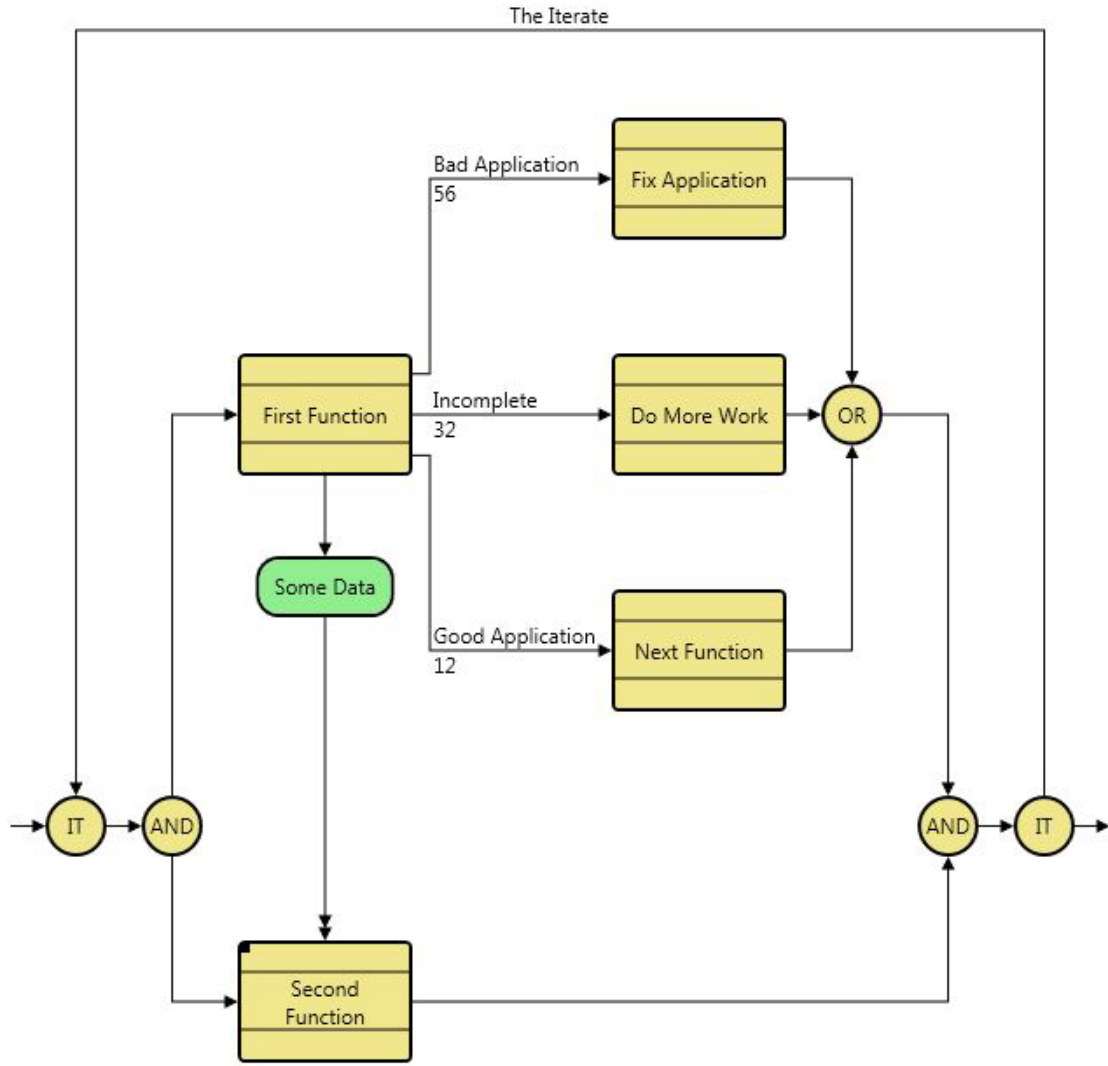 The Iterate
Bad Application
56
Fix Application
First Function
Incomplete
32
Do More Work
OR
Some Data
Good Application
12
Next Function
IT
AND
AND
IT
Second
Function